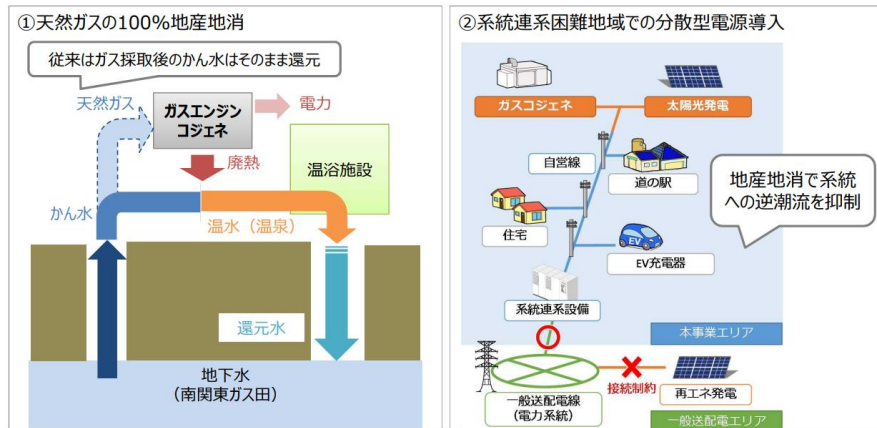 ①天然ガスの100%地産地消
従来はガス採取後のかん水はそのまま還元
天然ガス
ガスエンジン
コジェネ
電力
廃熱
温浴施設
かん水
温水（温泉）
還元水
地下水
（南関東ガス田）
②系統連系困難地域での分散型電源導入
ガスコジェネ
太陽光発電
自営線
道の駅
地産地消で系統
への逆潮流を抑制
住宅
EV
EV充電器
系統連系設備
本事業エリア
接続制約
再エネ発電
一般送配電線
（電力系統）
一般送配電エリア